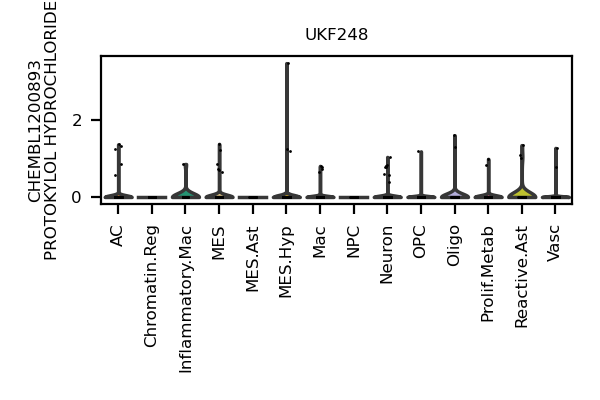 UKF248
CHEMBL1200893
PROTOKYLOL HYDROCHLORIDE
2
0
AC
Chromatin.Reg
Inflammatory.Mac
MES
MES.Ast
MES.Hyp
Mac
NPC
Neuron
OPC
Oligo
Prolif.Metab
Reactive.Ast
Vasc